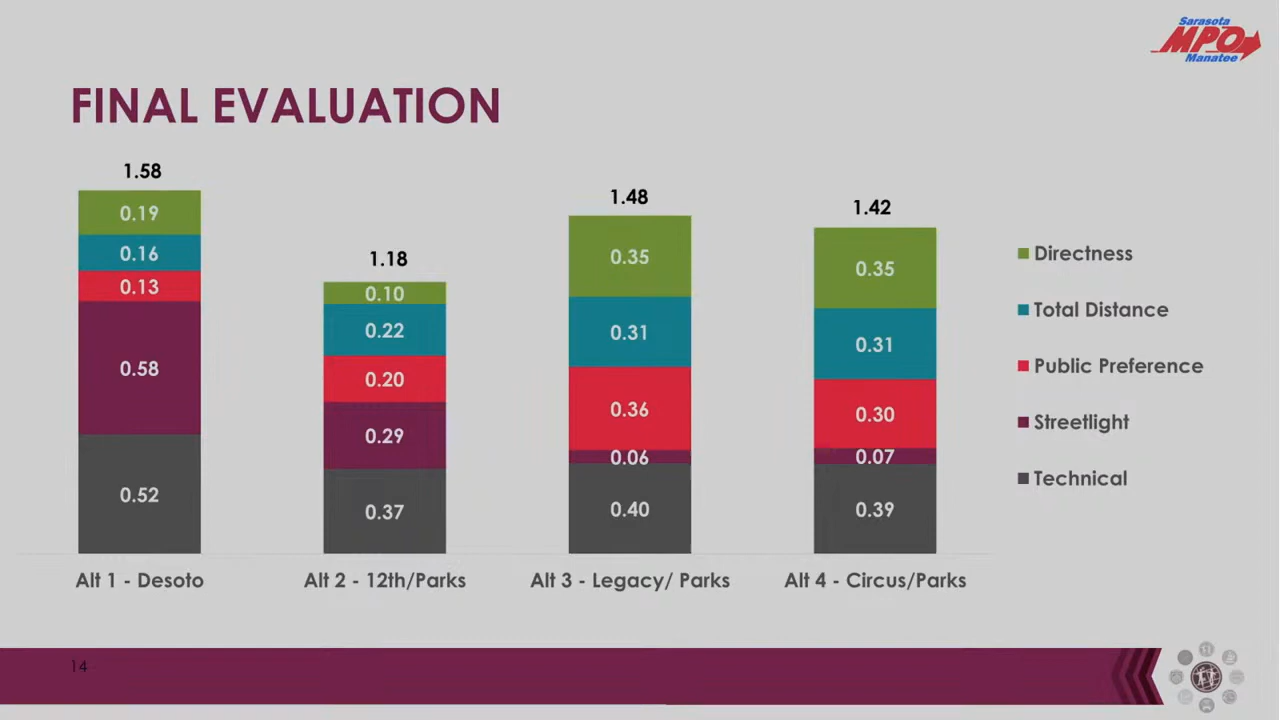 Sarasota
MPO
Manatee
FINAL EVALUATION
1.58
0.19
0.16
0.13
0.58
0.52
1.18
0.10
0.22
0.20
0.29
0.37
1.48
0.35
0.31
0.36
0.06
0.40
1.42
0.35
0.31
0.30
0.07
0.39
Directness
Total Distance
Public Preference
Streetlight
Technical
Alt 1 - Desoto
Alt 2 - 12th/Parks
Alt 3 - Legacy/ Parks
Alt 4 - Circus/Parks
14